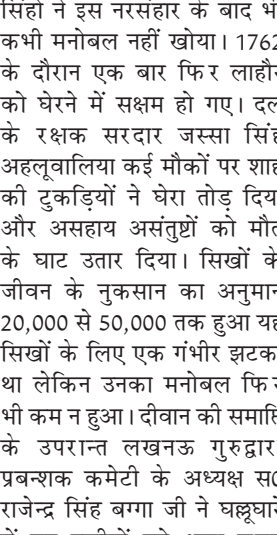 सिंहो ने इस नरसंहार के बाद भी
कभी मनोबल नहीं खोया। 1762
के दौरान एक बार फिर लाहौर
को घेरने में सक्षम हो गए। दल
के रक्षक सरदार जस्सा सिंह
अहलूवालिया कई मौकों पर शाह
की टुकड़ियों ने घेरा तोड़ दिया
और असहाय असंतुष्टों को मौत
के घाट उतार दिया। सिखों के
जीवन के नुकसान का अनुमान
20,000 से 50,000 तक हुआ यह
सिखों के लिए एक गंभीर झटका
था लेकिन उनका मनोबल फिर
भी कम न हुआ। दीवान की समाप्ति
के उपरान्त लखनऊ गुरुद्वारा
प्रबन्शक कमेटी के अध्यक्ष स0
राजेन्द्र सिंह बग्गा जी ने घल्लूघारे